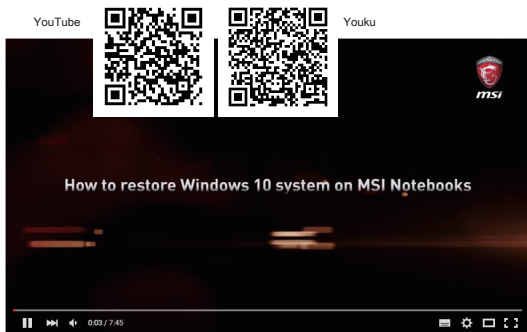 YouTube
Youku
msi
How to restore Windows 10 system on MSI Notebooks
0:03 / 7:45